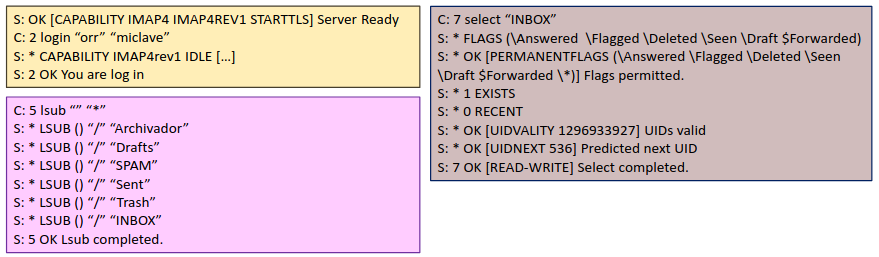 S: OK [CAPABILITY IMAP4 IMAP4REV1 STARTTLS] Server Ready
C: 2 login “orr” “miclave”
S: * CAPABILITY IMAP4rev1 IDLE […]
S: 2 OK You are log in
C: 5 lsub “” “*”
S: * LSUB () “/” “Archivador”
S: * LSUB () “/” “Drafts”
S: * LSUB () “/” “SPAM”
S: * LSUB () “/” “Sent”
S: * LSUB () “/” “Trash”
S: * LSUB () “/” “INBOX”
S: 5 OK Lsub completed.
C: 7 select “INBOX”
S: * FLAGS (\Answered \Flagged \Deleted \Seen \Draft $Forwarded)
S: * OK [PERMANENTFLAGS (\Answered \Flagged \Deleted \Seen
\Draft $Forwarded \*)] Flags permitted.
S: * 1 EXISTS
S: * 0 RECENT
S: * OK [UIDVALITY 1296933927] UIDs valid
S: * OK [UIDNEXT 536] Predicted next UID
S: 7 OK [READ-WRITE] Select completed.